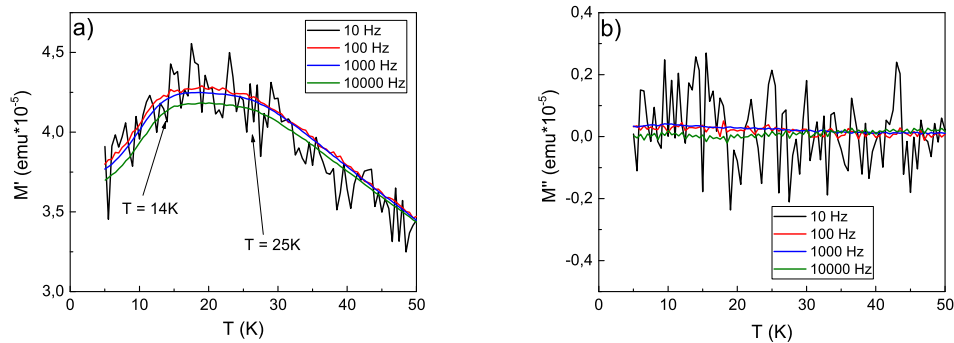 a)
10 Hz
100 Hz
1000 Hz
10000 Hz
4,5
4,0
3,5
3,0
M' (emu*10^-5)
T = 14K
T = 25K
0 10 20 30 40 50
T (K)
b)
0,4
0,2
0,0
-0,2
-0,4
M'' (emu*10^-5)
10 Hz
100 Hz
1000 Hz
10000 Hz
0 10 20 30 40 50
T (K)